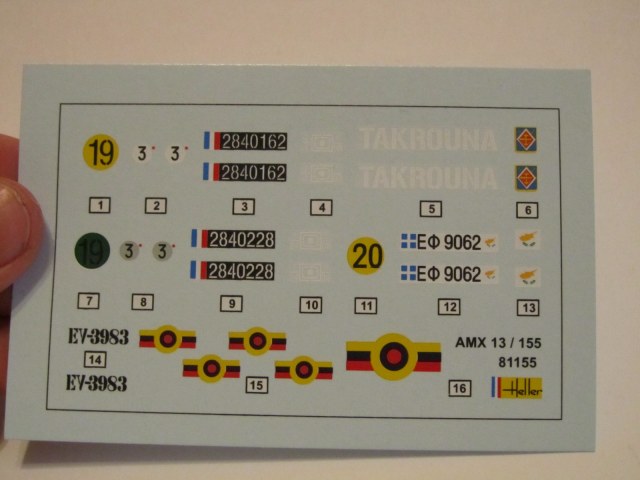 19 3 3 2840162 TAKROUNA
2840162 TAKROUNA
1 2 3 4 5 6
19 3 3 2840228 20 ΕΦ 9062
2840228 ΕΦ 9062
7 8 9 10 11 12 13
EV-3983 AMX 13 / 155
14 81155
EV-3983 15 16 Heller